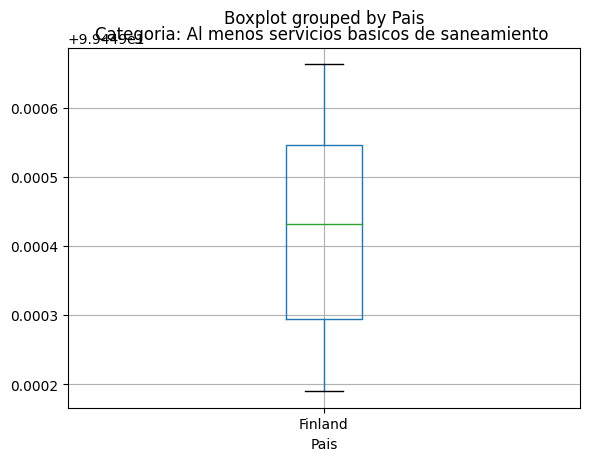 Boxplot grouped by Pais
Categoria: Al menos servicios basicos de saneamiento
+9.9449e1
0.0006
0.0005
0.0004
0.0003
0.0002
Finland
Pais